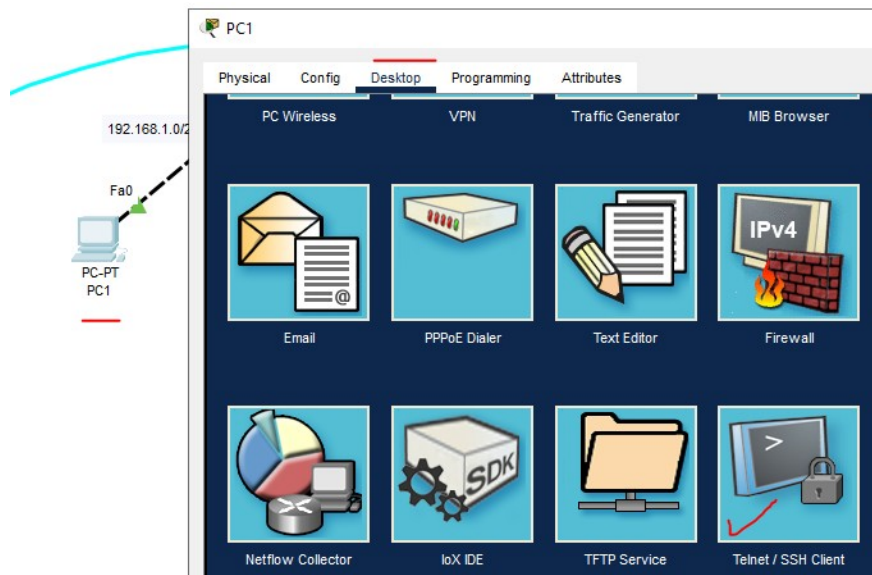 PC1
Physical Config Desktop Programming Attributes
PC Wireless VPN Traffic Generator MIB Browser
192.168.1.0/2
Fa0
IPv4
PC-PT
PC1
@
Email PPPoE Dialer Text Editor Firewall
>
SDK
Netflow Collector IoX IDE TFTP Service Telnet / SSH Client